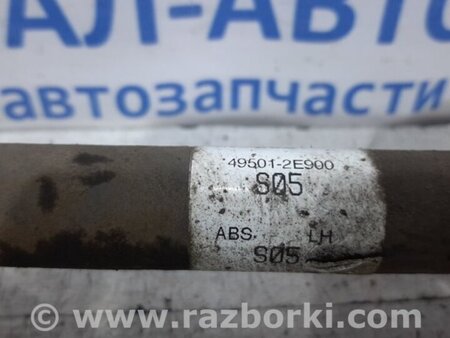 АЛ-АВТО
автозапчасти
49501-2E900
S05
ABS LH
S05
www.razborki.com